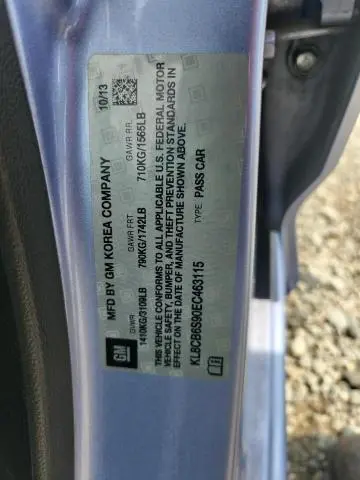 MFD BY GM KOREA COMPANY 10/13
GVWR GAWR FRT GAWR RR
1410KG/3109LB 790KG/1742LB 710KG/1565LB
THIS VEHICLE CONFORMS TO ALL APPLICABLE U.S. FEDERAL MOTOR
VEHICLE SAFETY, BUMPER, AND THEFT PREVENTION STANDARDS IN
EFFECT ON THE DATE OF MANUFACTURE SHOWN ABOVE.
KL8CB6S90EC463115 TYPE: PASS CAR
GM